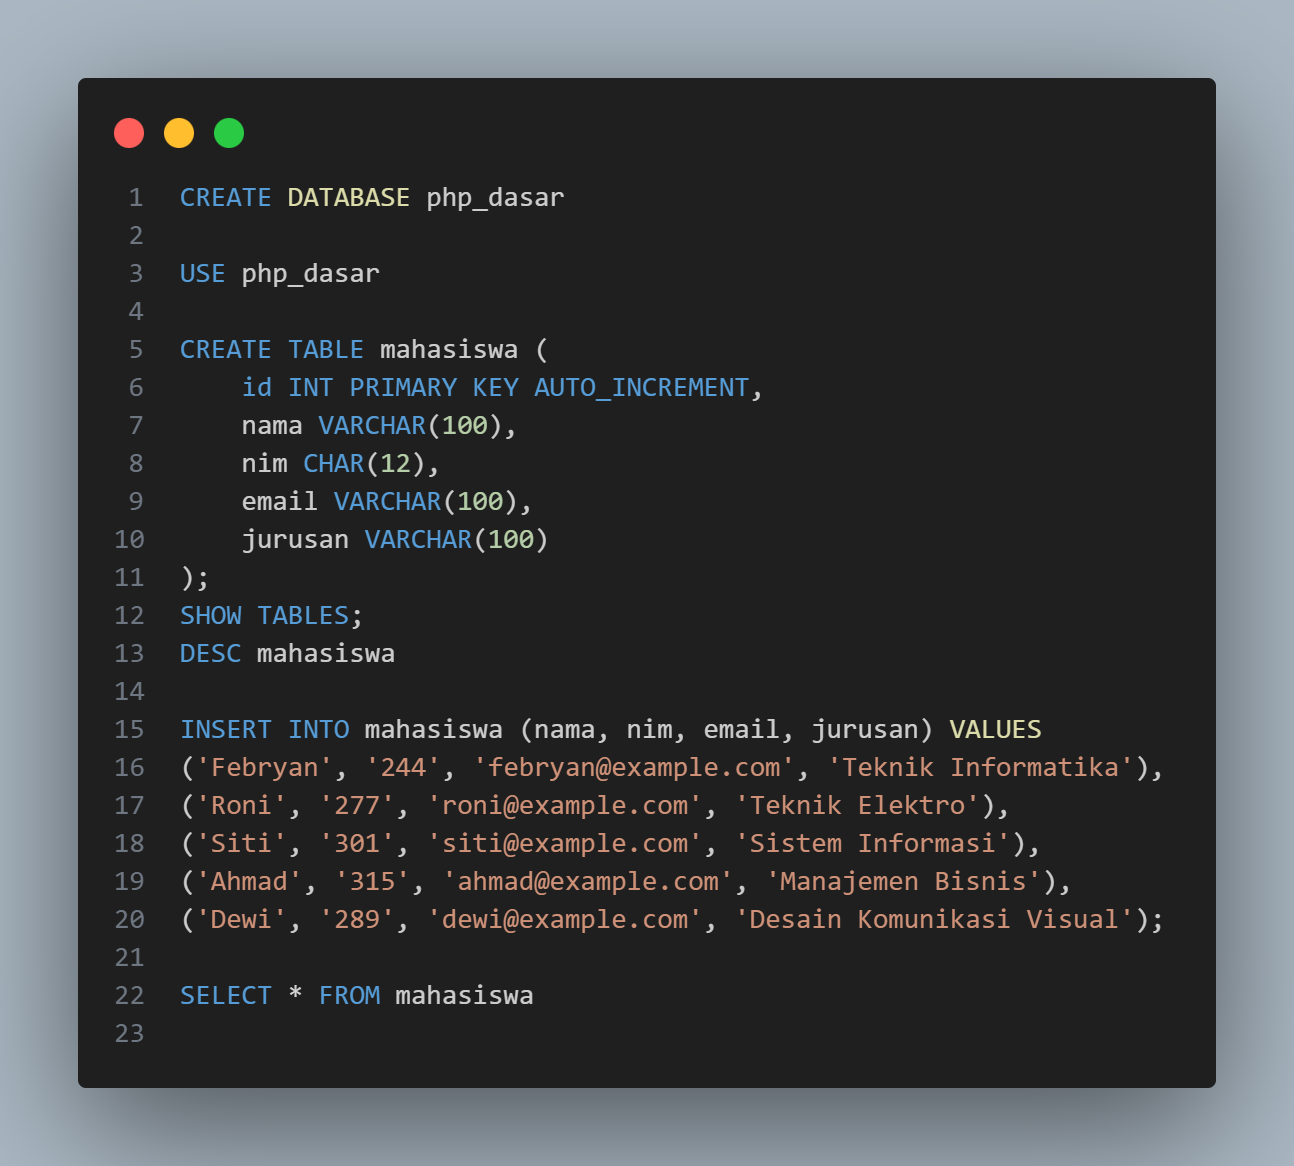 1 CREATE DATABASE php_dasar
2
3 USE php_dasar
4
5 CREATE TABLE mahasiswa (
6     id INT PRIMARY KEY AUTO_INCREMENT,
7     nama VARCHAR(100),
8     nim CHAR(12),
9     email VARCHAR(100),
10     jurusan VARCHAR(100)
11 );
12 SHOW TABLES;
13 DESC mahasiswa
14
15 INSERT INTO mahasiswa (nama, nim, email, jurusan) VALUES
16 ('Febryan', '244', 'febryan@example.com', 'Teknik Informatika'),
17 ('Roni', '277', 'roni@example.com', 'Teknik Elektro'),
18 ('Siti', '301', 'siti@example.com', 'Sistem Informasi'),
19 ('Ahmad', '315', 'ahmad@example.com', 'Manajemen Bisnis'),
20 ('Dewi', '289', 'dewi@example.com', 'Desain Komunikasi Visual');
21
22 SELECT * FROM mahasiswa
23